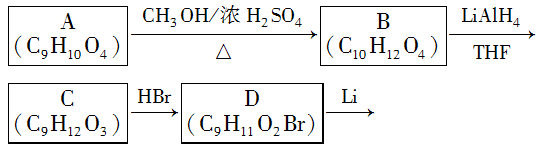 A CH₃OH/浓 H₂SO₄ B LiAlH₄
(C₉H₁₀O₄) △ (C₁₀H₁₂O₄) THF
C HBr D Li
(C₉H₁₂O₃) (C₉H₁₁O₂Br)